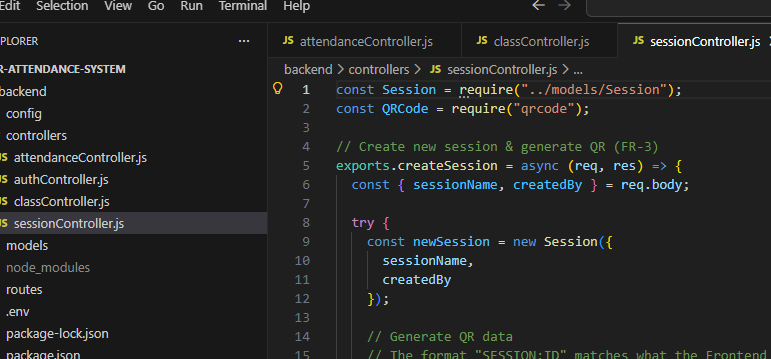 dit Selection View Go Run Terminal Help
PLORER ...
R-ATTENDANCE-SYSTEM
backend
config
controllers
JS attendanceController.js
JS authController.js
JS classController.js
JS sessionController.js
models
node_modules
routes
.env
package-lock.json
package.json
JS attendanceController.js JS classController.js JS sessionController.js
backend > controllers > JS sessionController.js > ...
1 const Session = require("../models/Session");
2 const QRCode = require("qrcode");
3
4 // Create new session & generate QR (FR-3)
5 exports.createSession = async (req, res) => {
6 const { sessionName, createdBy } = req.body;
7
8 try {
9 const newSession = new Session({
10 sessionName,
11 createdBy
12 });
13
14 // Generate QR data
15 // The format "SESSION:ID" matches what the Frontend